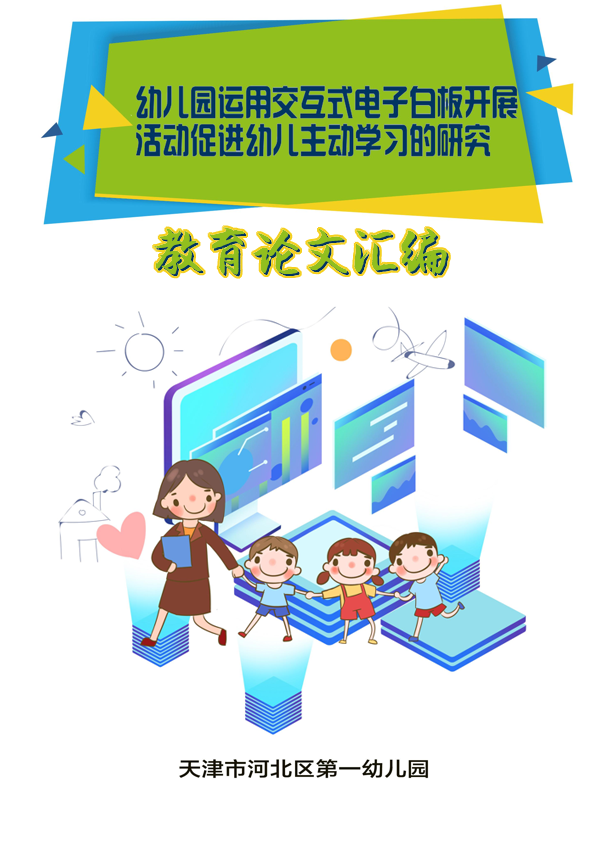 幼儿园运用交互式电子白板开展
活动促进幼儿主动学习的研究
教育论文汇编
天津市河北区第一幼儿园